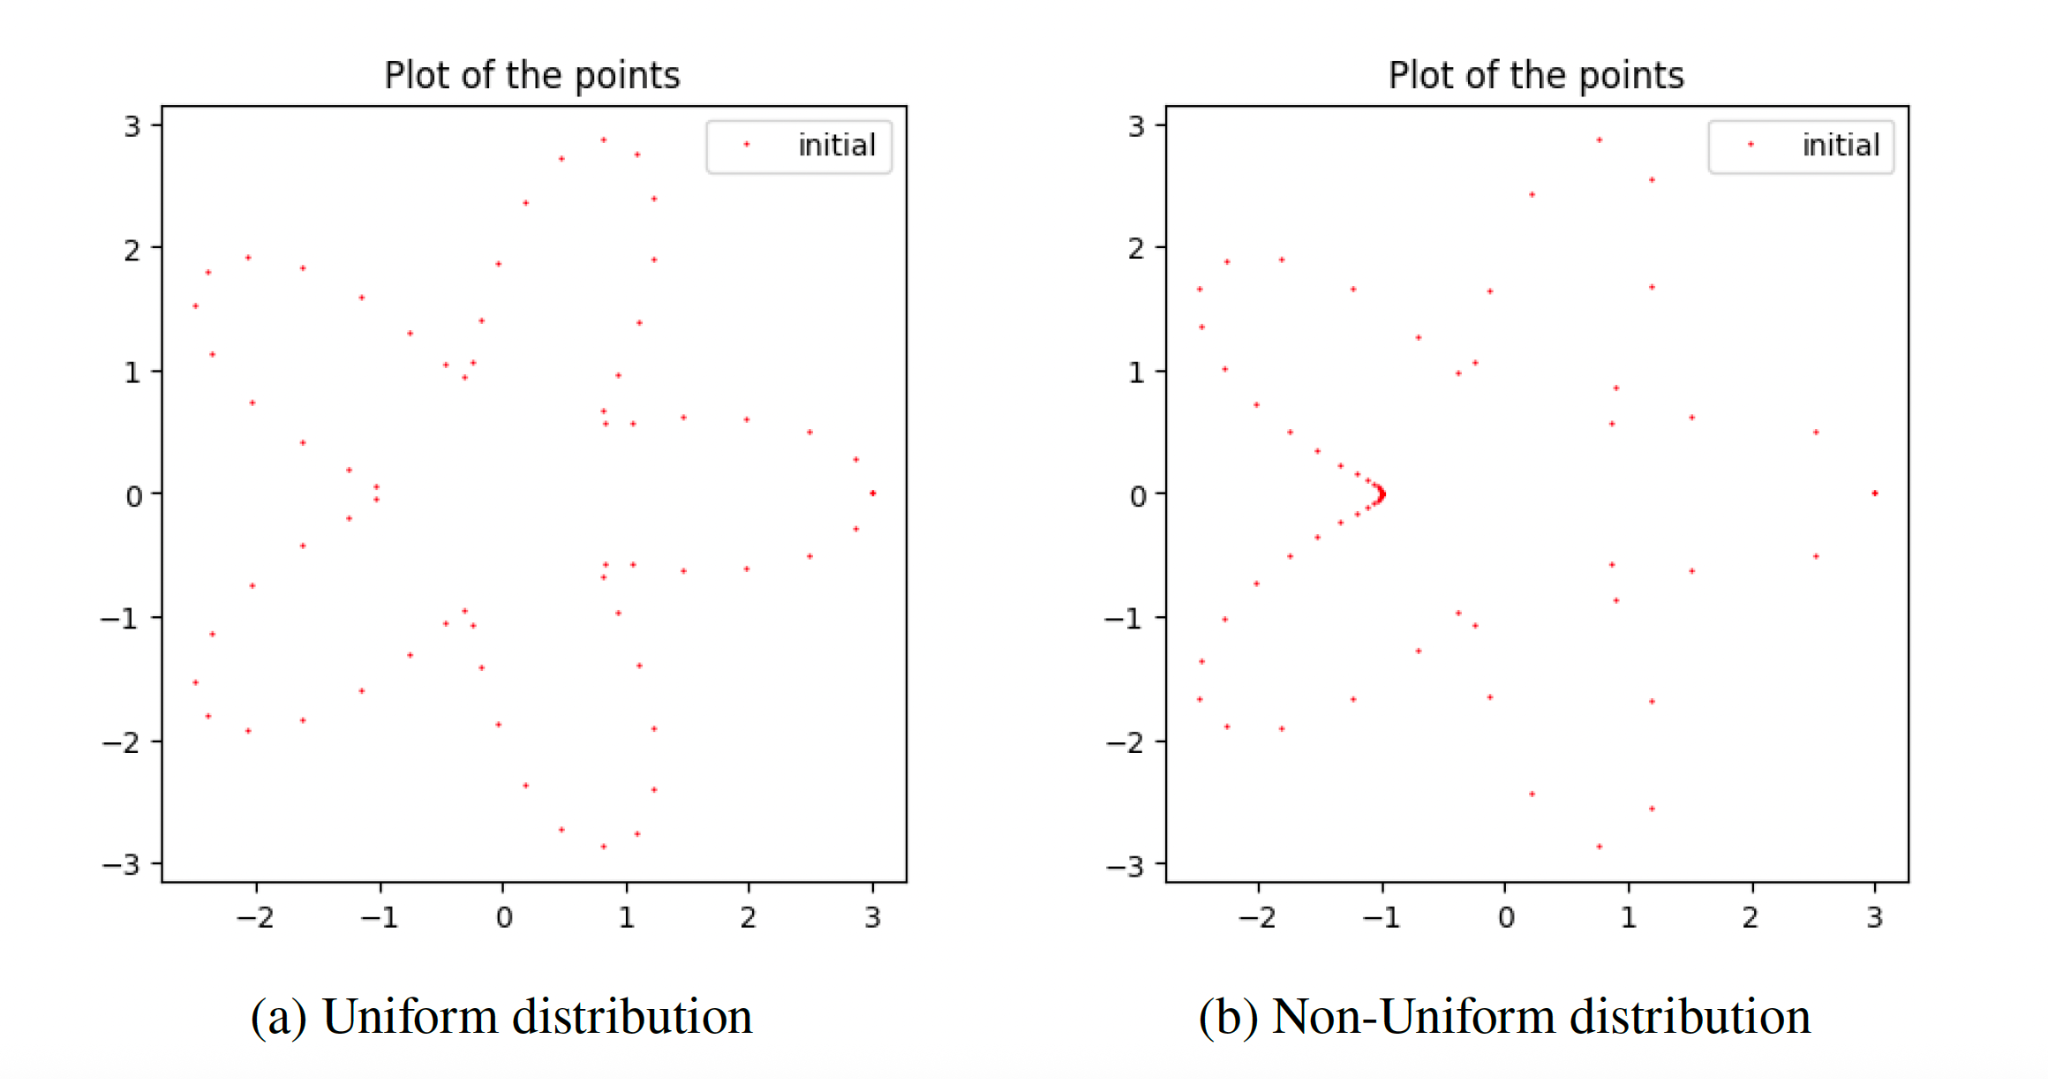 Plot of the points
initial
3
2
1
0
−1
−2
−3
−2 −1 0 1 2 3
(a) Uniform distribution
Plot of the points
initial
3
2
1
0
−1
−2
−3
−2 −1 0 1 2 3
(b) Non-Uniform distribution